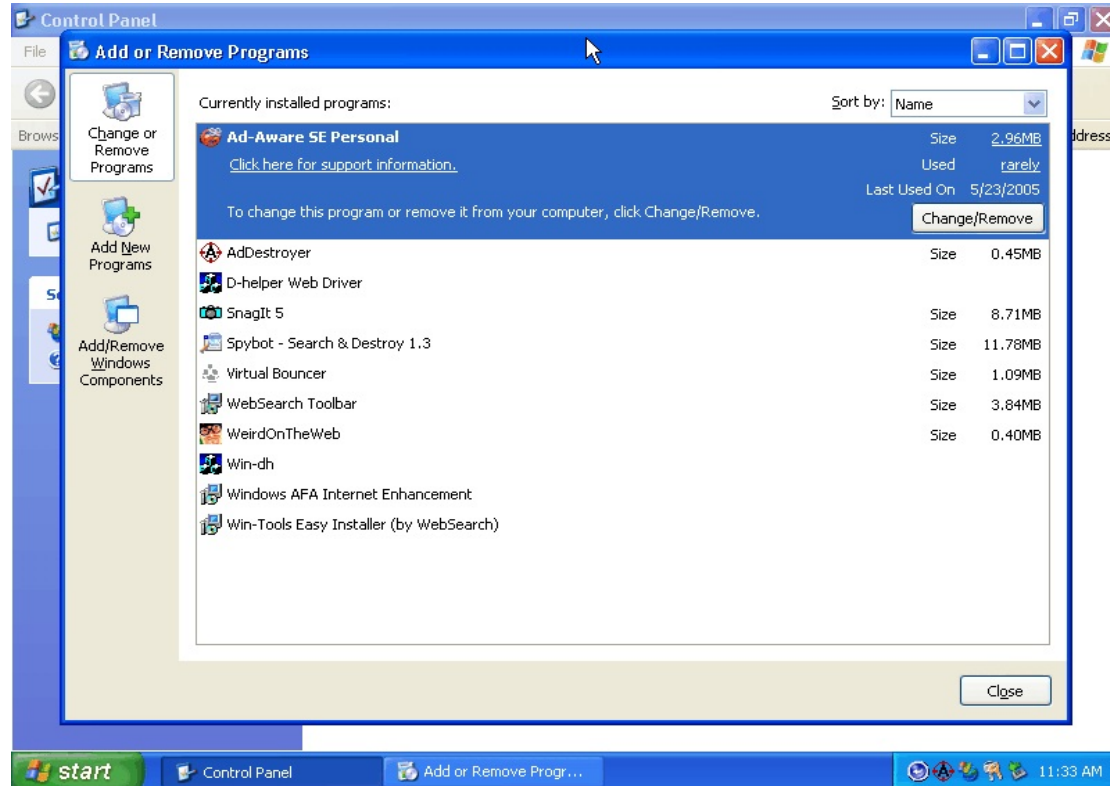 Control Panel
File
Add or Remove Programs
Currently installed programs:
Sort by: Name
Brows
ddress
Change or
Remove
Programs
Ad-Aware SE Personal
Size 2.96MB
Click here for support information.
Used rarely
Last Used On 5/23/2005
To change this program or remove it from your computer, click Change/Remove.
Change/Remove
Add New
Programs
AdDestroyer Size 0.45MB
D-helper Web Driver
SnagIt 5 Size 8.71MB
Add/Remove
Windows
Components
Spybot - Search & Destroy 1.3 Size 11.78MB
Virtual Bouncer Size 1.09MB
WebSearch Toolbar Size 3.84MB
WeirdOnTheWeb Size 0.40MB
Win-dh
Windows AFA Internet Enhancement
Win-Tools Easy Installer (by WebSearch)
Close
start
Control Panel
Add or Remove Progr...
11:33 AM